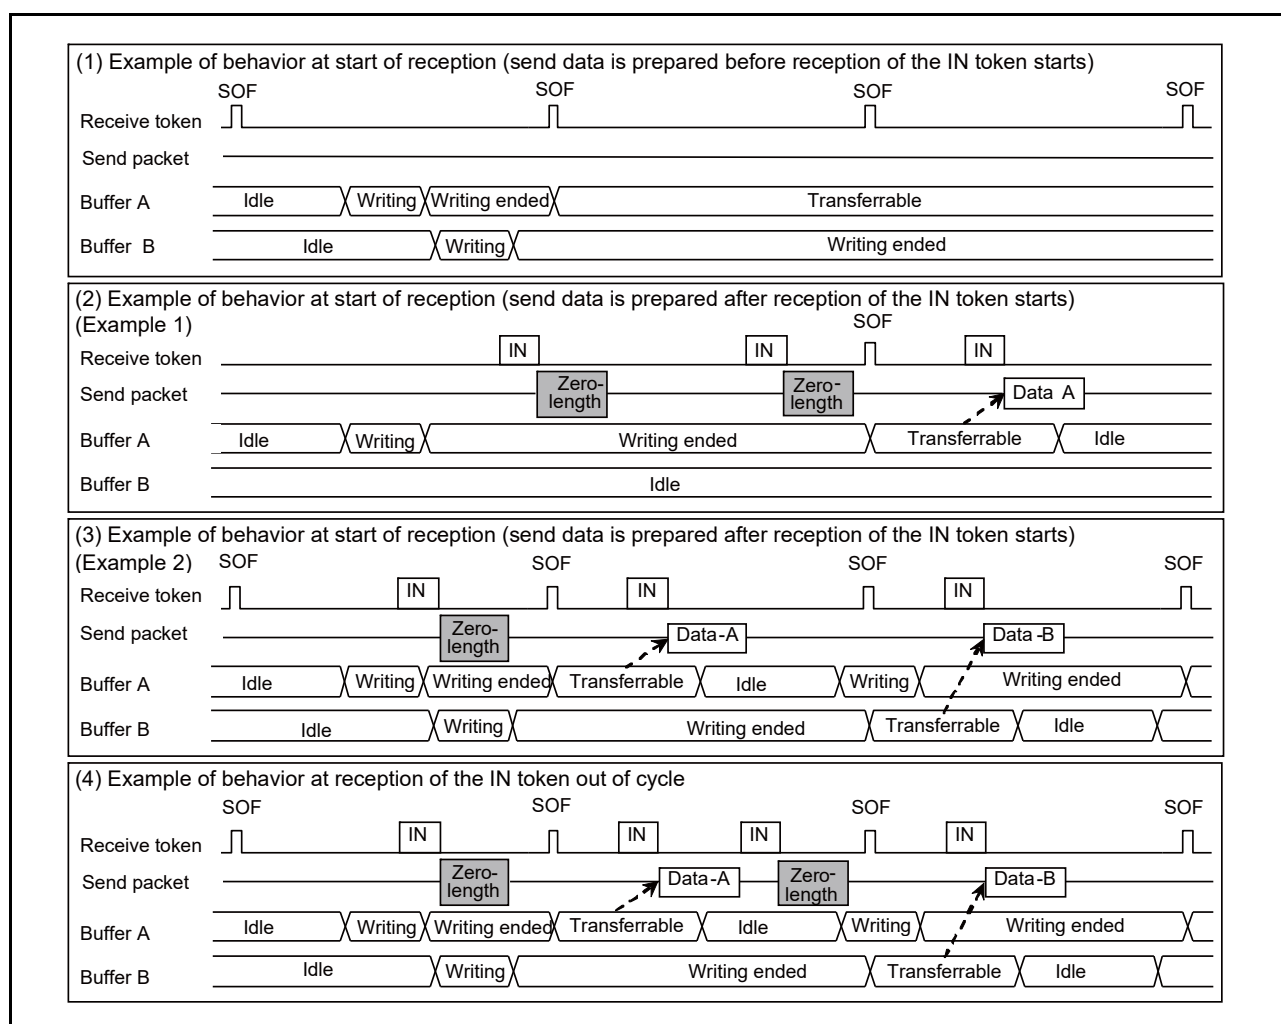 (1) Example of behavior at start of reception (send data is prepared before reception of the IN token starts)
SOF SOF SOF SOF
Receive token
Send packet
Buffer A Idle Writing Writing ended Transferrable
Buffer B Idle Writing Writing ended
(2) Example of behavior at start of reception (send data is prepared after reception of the IN token starts)
(Example 1) SOF
Receive token IN IN IN
Send packet Zero- Zero- Data A
length length
Buffer A Idle Writing Writing ended Transferrable Idle
Buffer B Idle
(3) Example of behavior at start of reception (send data is prepared after reception of the IN token starts)
(Example 2) SOF SOF SOF SOF
Receive token IN IN IN
Send packet Zero- Data-A Data-B
length
Buffer A Idle Writing Writing ended Transferrable Idle Writing Writing ended
Buffer B Idle Writing Writing ended Transferrable Idle
(4) Example of behavior at reception of the IN token out of cycle
SOF SOF SOF SOF
Receive token IN IN IN IN
Send packet Zero- Data-A Zero- Data-B
length length
Buffer A Idle Writing Writing ended Transferrable Idle Writing Writing ended
Buffer B Idle Writing Writing ended Transferrable Idle